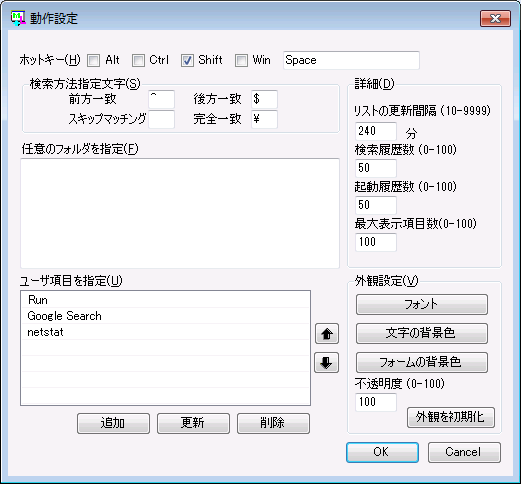 動作設定
ホットキー(H) Alt Ctrl Shift Win Space
検索方法指定文字(S)
前方一致 ^ 後方一致 $
スキップマッチング 完全一致 ¥
任意のフォルダを指定(F)
ユーザ項目を指定(U)
Run
Google Search
netstat
追加 更新 削除
詳細(D)
リストの更新間隔 (10-9999)
240 分
検索履歴数 (0-100)
50
起動履歴数 (0-100)
50
最大表示項目数(0-100)
100
外観設定(V)
フォント
文字の背景色
フォームの背景色
不透明度 (0-100)
100
外観を初期化
OK Cancel